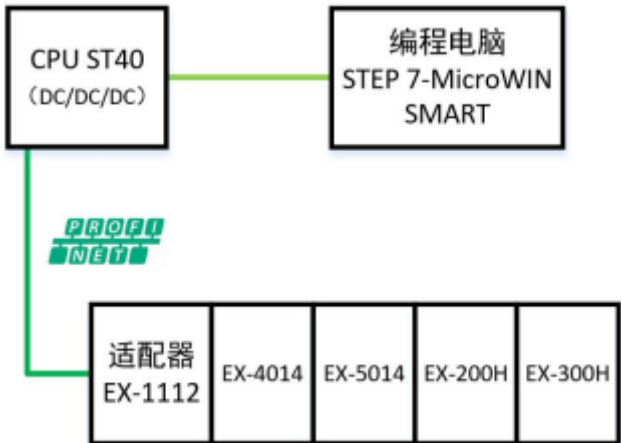 CPU ST40
（DC/DC/DC）
编程电脑
STEP 7-MicroWIN
SMART
PROFI
NET
适配器
EX-1112
EX-4014
EX-5014
EX-200H
EX-300H